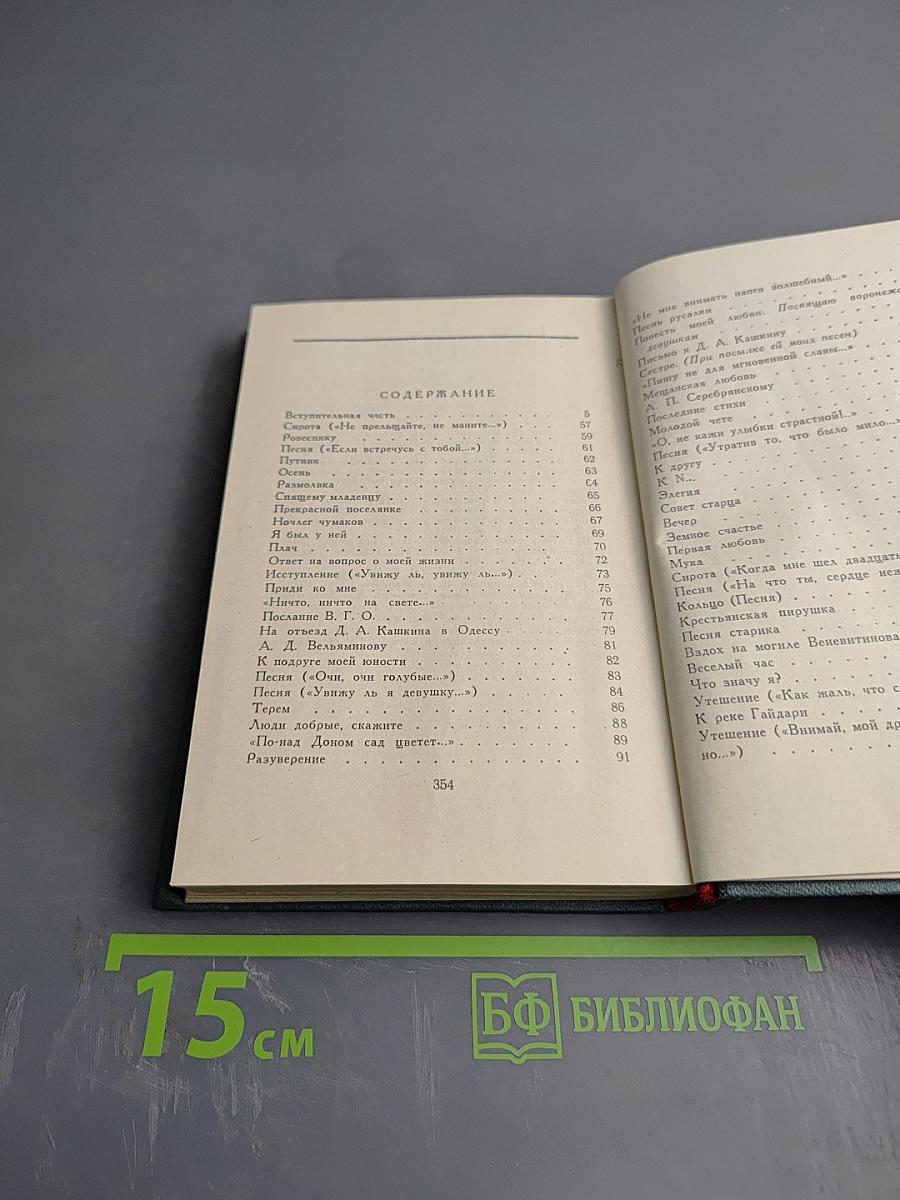 СОДЕРЖАНИЕ
Вступительная часть . . . . . . . . . . . 5
Сирота («Не прельщайте, не маните...») . . . . 57
Ровеснику . . . . . . . . . . . . . 59
Песня («Если встречусь с тобой...») . . . . . 61
Путник . . . . . . . . . . . . . 62
Осень . . . . . . . . . . . . . . 63
Размолвка . . . . . . . . . . . . 64
Спящему младенцу . . . . . . . . . . . 65
Прекрасной поселянке . . . . . . . . . . 66
Ночлег чумаков . . . . . . . . . . . . 67
Я был у ней . . . . . . . . . . . . . 69
Плач . . . . . . . . . . . . . . . 70
Ответ на вопрос о моей жизни . . . . . . . 72
Исступление («Увижу ль, увижу ль...») . . . . 73
Приди ко мне . . . . . . . . . . . . 75
«Ничто, ничто на свете...» . . . . . . . . 76
Послание В. Г. О. . . . . . . . . . . . 77
На отъезд Д. А. Кашкина в Одессу . . . . . 79
А. Д. Вельяминову . . . . . . . . . . . 81
К подруге моей юности . . . . . . . . . . 82
Песня («Очи, очи голубые...») . . . . . . . 83
Песня («Увижу ль я девушку...») . . . . . . 84
Терем . . . . . . . . . . . . . . 86
Люди добрые, скажите . . . . . . . . . . 88
«По-над Доном сад цветет...» . . . . . . . . 89
Разуверение . . . . . . . . . . . . . . 91
354
«Не мне внимать напев волшебный...» . . . .
Песнь русалки . . . . . . . . .
Повесть моей любви. Посвящаю воронежс
девушкам . . . . . . . . .
Письмо к Д. А. Кашкину . . . . . .
Сестре. (При посылке ей моих песен)
«Пишу не для мгновенной славы...» . . .
Мещанская любовь . . . . . . .
А. П. Серебрянскому . . . . . .
Последние стихи . . . . . . .
Молодой чете . . . . . . . .
«О, не кажи улыбки страстной!..» . . .
Песня («Утратив то, что было мило...»
К другу . . . . . . . . .
К N... . . . . . . . . .
Элегия . . . . . . . . .
Совет старца . . . . . . .
Вечер . . . . . . . . .
Земное счастье . . . . . .
Первая любовь . . . . . .
Мука . . . . . . . . .
Сирота («Когда мне шел двадцать
Песня («На что ты, сердце неж
Кольцо (Песня) . . . . . .
Крестьянская пирушка . . . .
Песня старика . . . . . .
Вздох на могиле Веневитинова
Веселый час . . . . . .
Что значу я? . . . . . .
Утешение («Как жаль, что с
К реке Гайдари . . . . .
Утешение («Внимай, мой др
но...») . . . . . . .
15 см
БФ БИБЛИОФАН